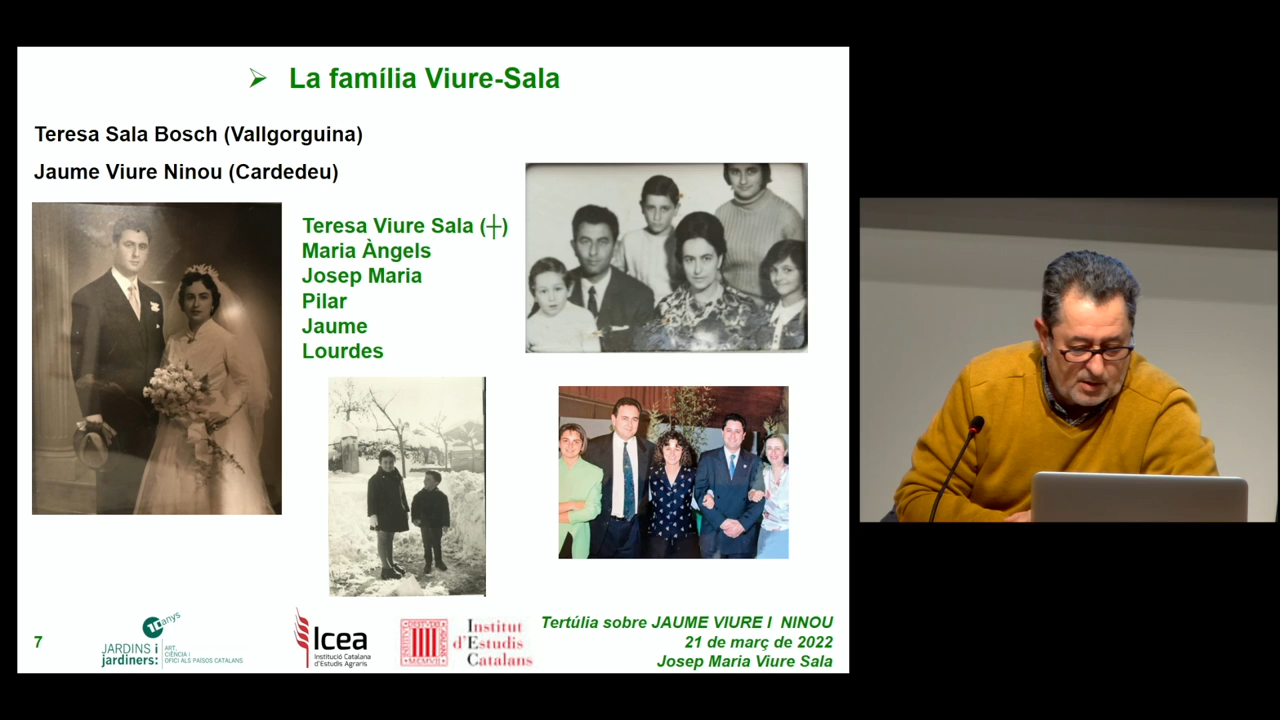 La família Viure-Sala
Teresa Sala Bosch (Vallgorguina)
Jaume Viure Ninou (Cardedeu)
Teresa Viure Sala (┼)
Maria Àngels
Josep Maria
Pilar
Jaume
Lourdes
7
10 anys
JARDINS i
jardiners:
ART,
CIÈNCIA i
OFICI ALS PAÏSOS CATALANS
Icea
Institució Catalana
d'Estudis Agraris
Institut
d'Estudis
Catalans
Tertúlia sobre JAUME VIURE I NINOU
21 de març de 2022
Josep Maria Viure Sala